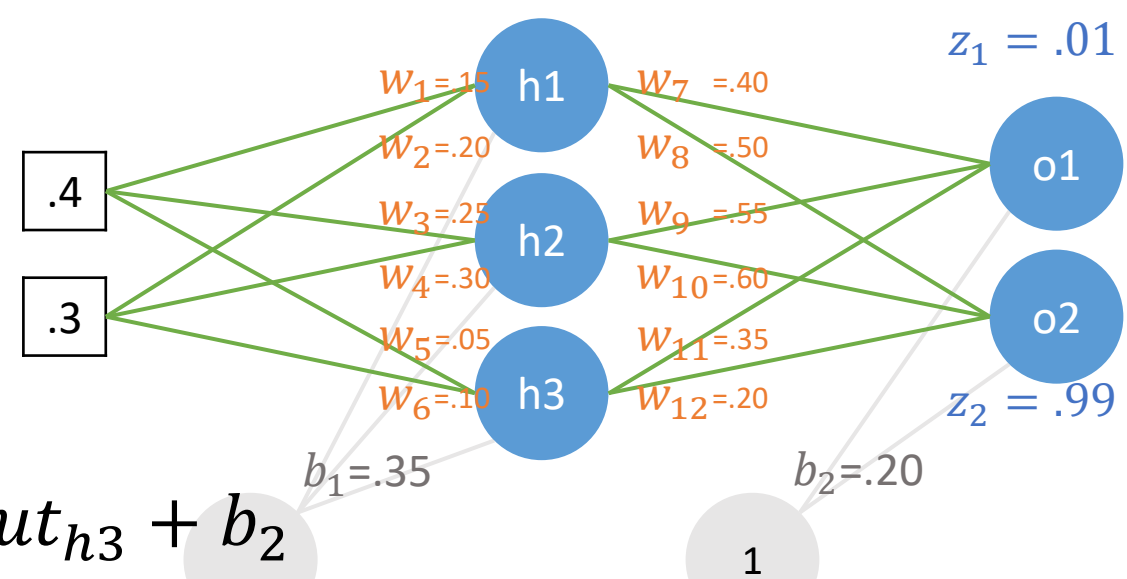 z₁ = .01
w₁=.15 h1 w₇ =.40
w₂=.20 w₈ =.50
.4 o1
w₃=.25 h2 w₉ =.55
w₄=.30 w₁₀=.60
.3 o2
w₅=.05 w₁₁=.35
w₆=.10 h3 w₁₂=.20
z₂ = .99
b₁=.35 b₂=.20
ut_{h3} + b₂
1